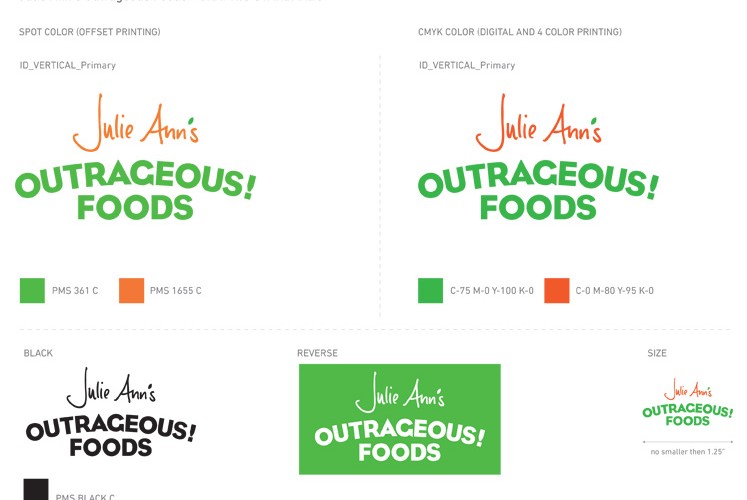 SPOT COLOR (OFFSET PRINTING)
ID_VERTICAL_Primary
Julie Ann's
OUTRAGEOUS!
FOODS
PMS 361 C
PMS 1655 C
CMYK COLOR (DIGITAL AND 4 COLOR PRINTING)
ID_VERTICAL_Primary
Julie Ann's
OUTRAGEOUS!
FOODS
C-75 M-0 Y-100 K-0
C-0 M-80 Y-95 K-0
BLACK
Julie Ann's
OUTRAGEOUS!
FOODS
PMS BLACK C
REVERSE
Julie Ann's
OUTRAGEOUS!
FOODS
SIZE
Julie Ann's
OUTRAGEOUS!
FOODS
no smaller then 1.25"